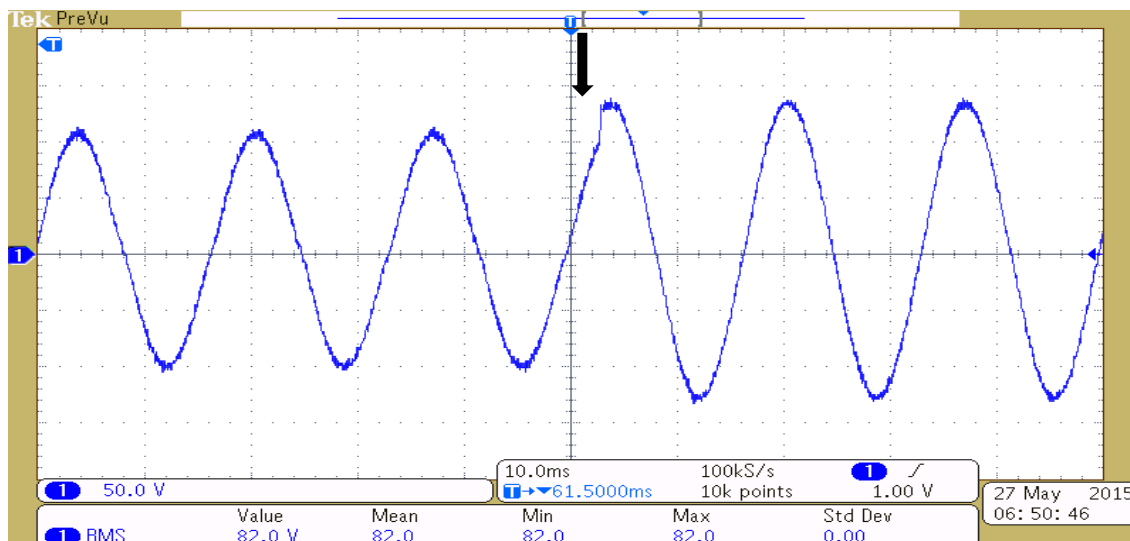 Tek PreVu
T
T
1
10.0ms 100kS/s 1 
T→▼61.5000ms 10k points 1.00 V
1 50.0 V
27 May 2015
06:50:46
Value Mean Min Max Std Dev
1 RMS 82.0 V 82.0 82.0 82.0 0.00